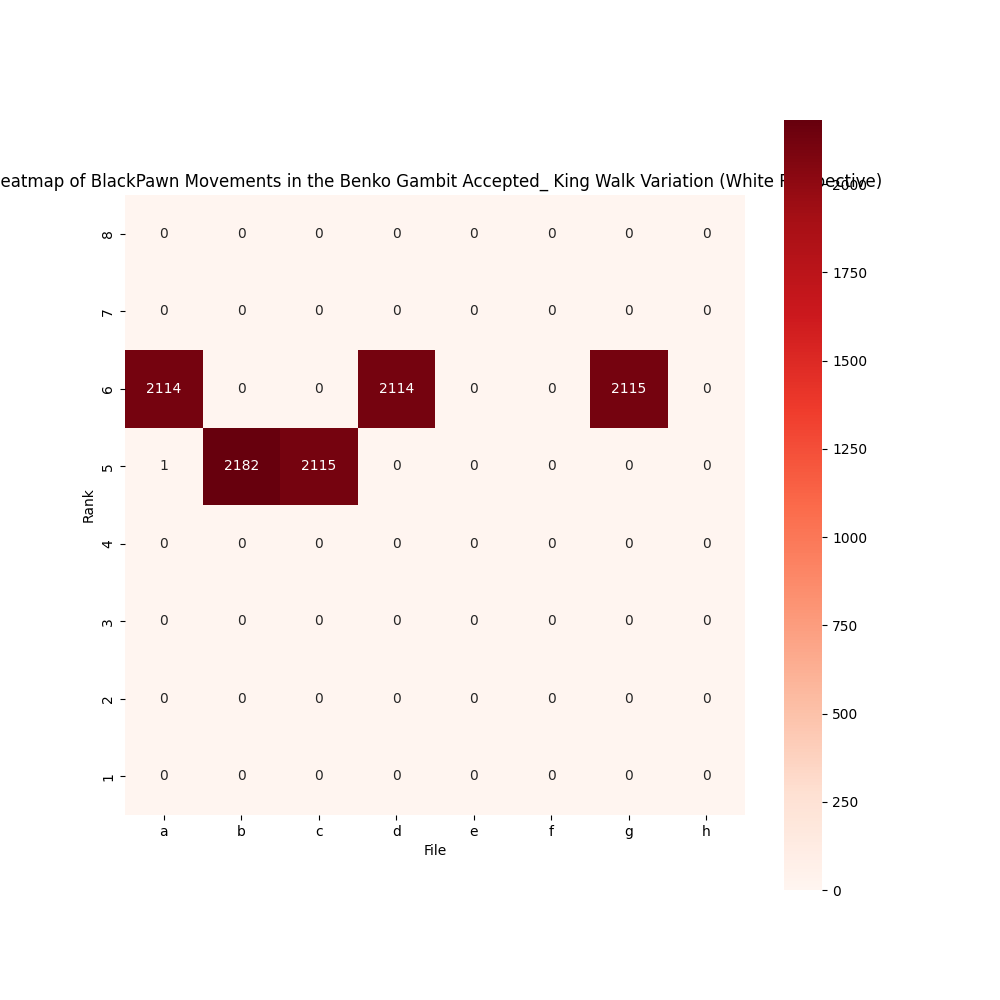 eatmap of BlackPawn Movements in the Benko Gambit Accepted_ King Walk Variation (White Perspective)
2000
8 0 0 0 0 0 0 0 0
7 0 0 0 0 0 0 0 0
1750
6 2114 0 0 2114 0 0 2115 0
1500
5 1 2182 2115 0 0 0 0 0
1250
Rank
4 0 0 0 0 0 0 0 0
1000
3 0 0 0 0 0 0 0 0
750
2 0 0 0 0 0 0 0 0
500
1 0 0 0 0 0 0 0 0
250
a b c d e f g h
File
0